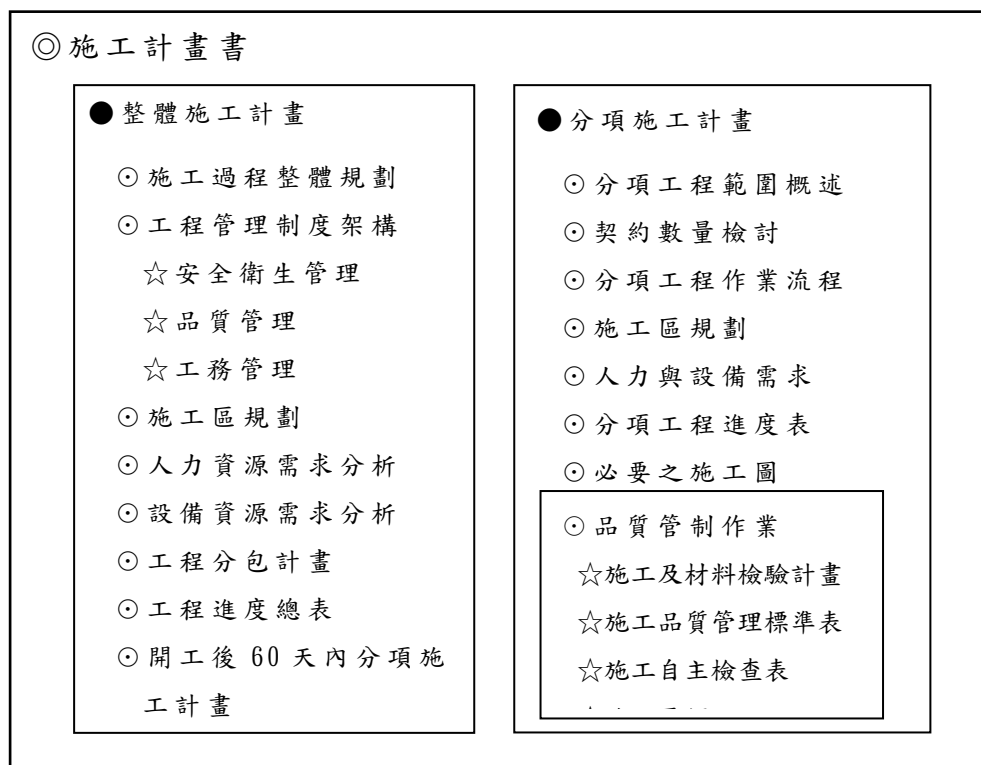 ◎施工計畫書
●整體施工計畫
⊙施工過程整體規劃
⊙工程管理制度架構
☆安全衛生管理
☆品質管理
☆工務管理
⊙施工區規劃
⊙人力資源需求分析
⊙設備資源需求分析
⊙工程分包計畫
⊙工程進度總表
⊙開工後 60 天內分項施
工計畫
●分項施工計畫
⊙分項工程範圍概述
⊙契約數量檢討
⊙分項工程作業流程
⊙施工區規劃
⊙人力與設備需求
⊙分項工程進度表
⊙必要之施工圖
⊙品質管制作業
☆施工及材料檢驗計畫
☆施工品質管理標準表
☆施工自主檢查表